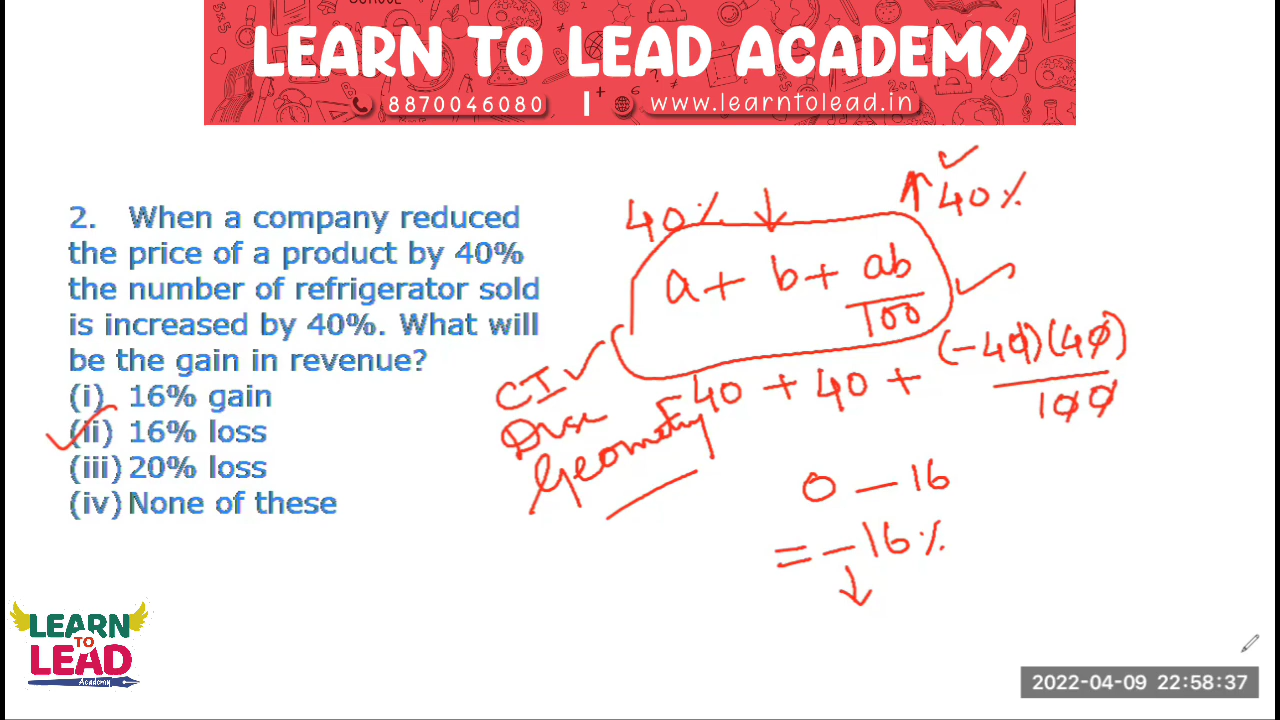 SCHOOL
LEARN TO LEAD ACADEMY
8870046080 | www.learntolead.in
2. When a company reduced
the price of a product by 40%
the number of refrigerator sold
is increased by 40%. What will
be the gain in revenue?
(i) 16% gain
(ii) 16% loss
(iii) 20% loss
(iv) None of these
40% ↓ ↑ 40%
a + b + ab/100
CI
Disc
Geometry
-40 + 40 + (-40)(40)/100
0 - 16
= -16%
↓
LEARN
TO
LEAD
Academy
2022-04-09 22:58:37